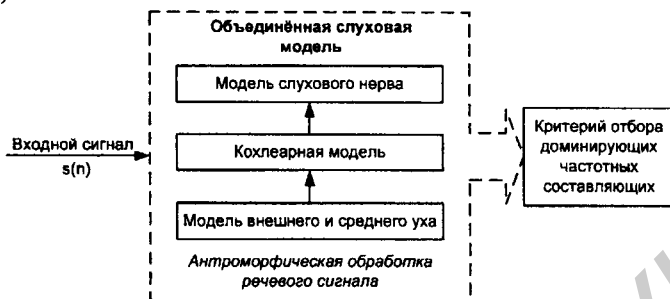 Объединённая слуховая
модель
Модель слухового нерва
Входной сигнал
s(n)
Кохлеарная модель
Модель внешнего и среднего уха
Антроморфическая обработка
речевого сигнала
Критерий отбора
доминирующих
частотных
составляющих